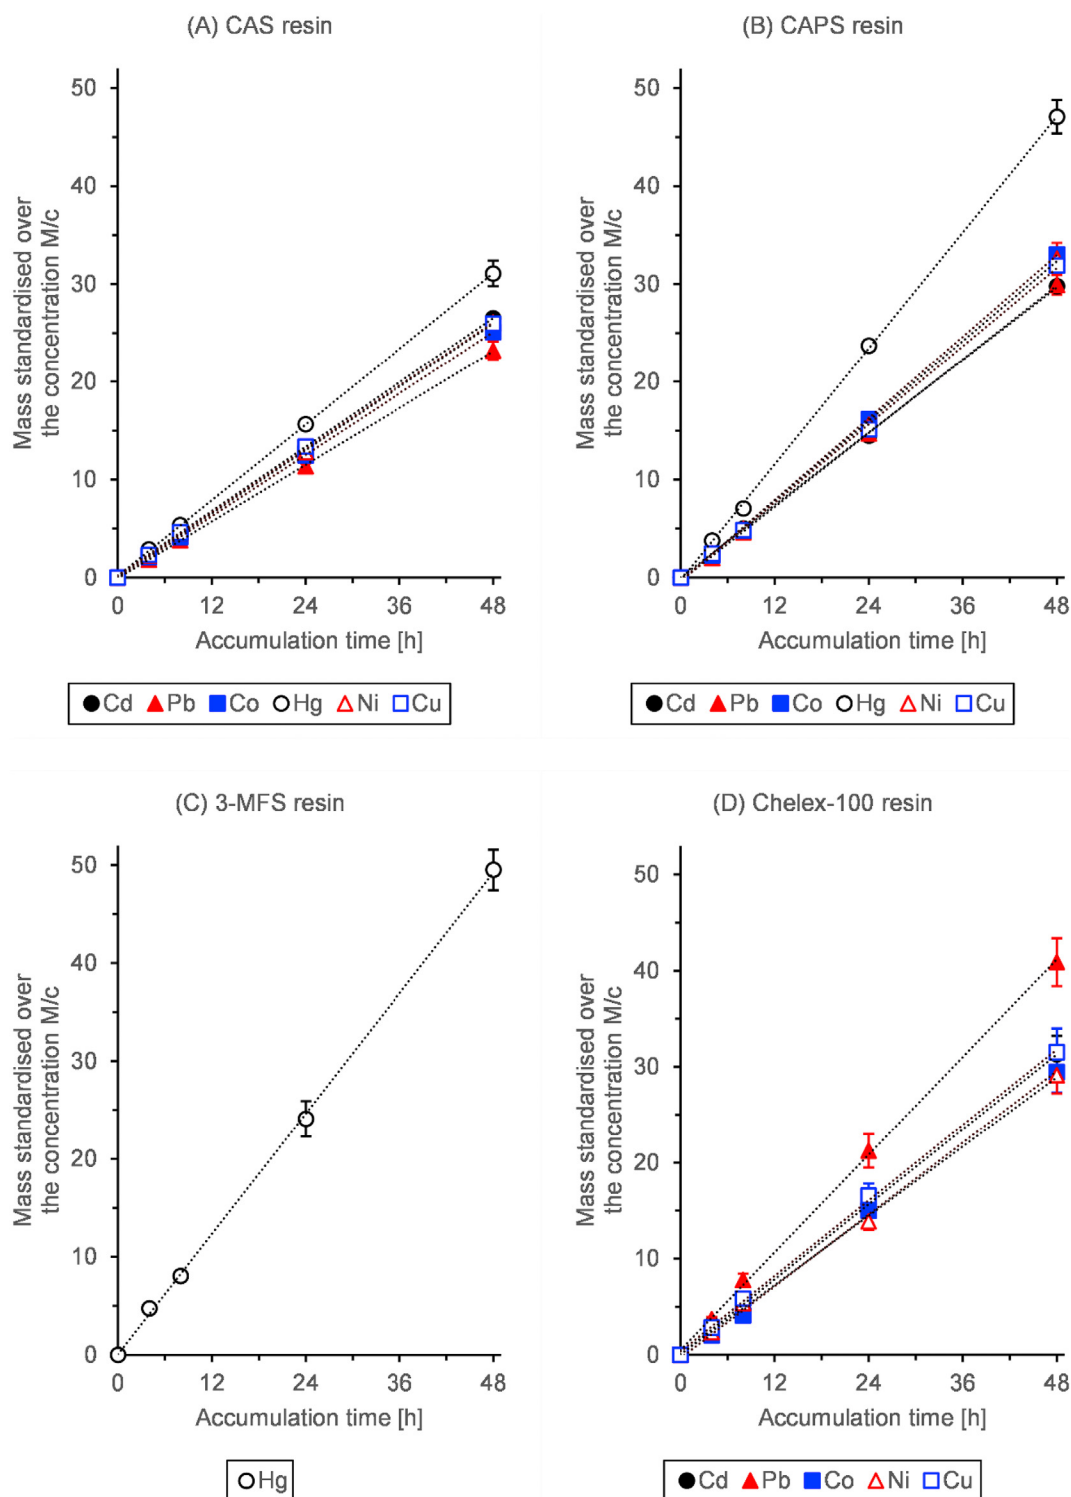 (A) CAS resin
Mass standardised over
the concentration M/c
50
40
30
20
10
0
0 12 24 36 48
Accumulation time [h]
Cd Pb Co Hg Ni Cu
(B) CAPS resin
Mass standardised over
the concentration M/c
50
40
30
20
10
0
0 12 24 36 48
Accumulation time [h]
Cd Pb Co Hg Ni Cu
(C) 3-MFS resin
Mass standardised over
the concentration M/c
50
40
30
20
10
0
0 12 24 36 48
Accumulation time [h]
Hg
(D) Chelex-100 resin
Mass standardised over
the concentration M/c
50
40
30
20
10
0
0 12 24 36 48
Accumulation time [h]
Cd Pb Co Ni Cu